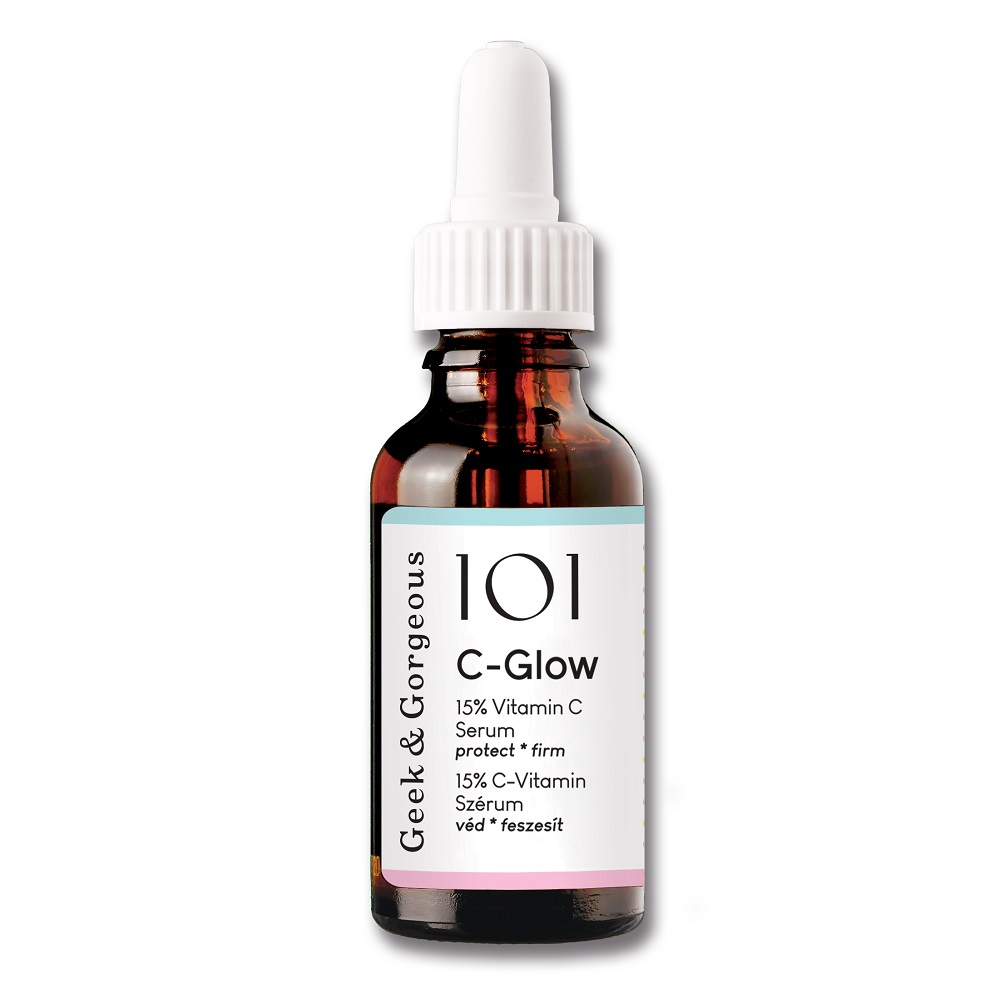 Geek & Gorgeous
101
C-Glow
15% Vitamin C
Serum
protect * firm
15% C-Vitamin
Szérum
véd * feszesít